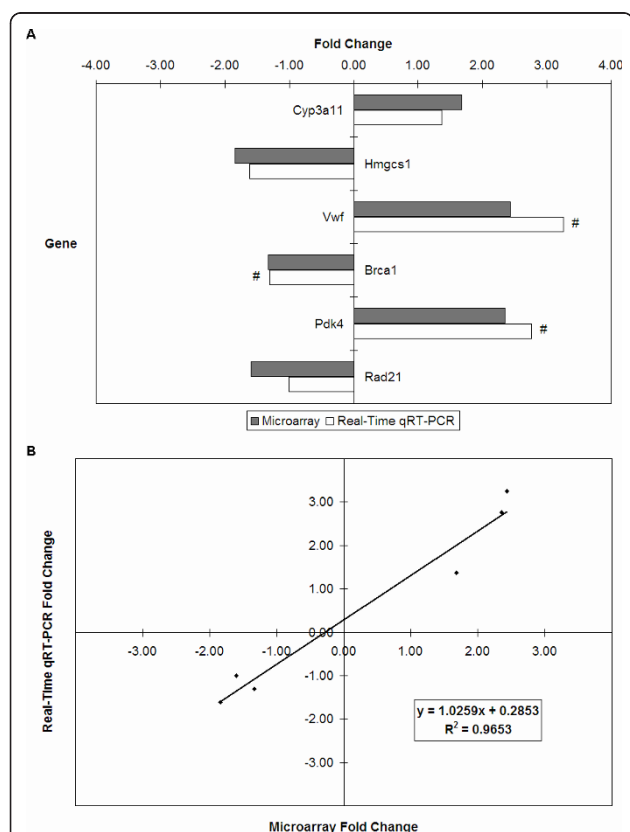 A
Fold Change
-4.00 -3.00 -2.00 -1.00 0.00 1.00 2.00 3.00 4.00
Cyp3a11
Hmgcs1
Vwf #
Gene
# Brca1
Pdk4 #
Rad21
Microarray Real-Time qRT-PCR
B
Real-Time qRT-PCR Fold Change
3.00
2.00
1.00
0.00
-3.00 -2.00 -1.00 0.00 1.00 2.00 3.00
-1.00
-2.00
-3.00
y = 1.0259x + 0.2853
R² = 0.9653
Microarray Fold Change